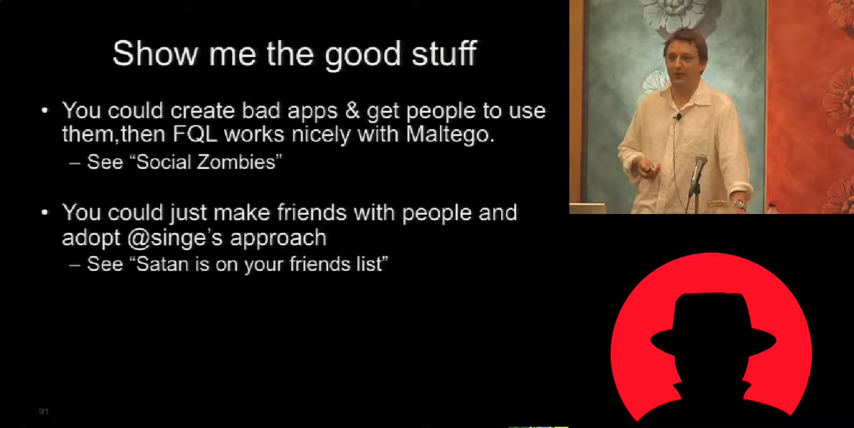 Show me the good stuff
• You could create bad apps & get people to use
them,then FQL works nicely with Maltego.
– See “Social Zombies”
• You could just make friends with people and
adopt @singe’s approach
– See “Satan is on your friends list”
91